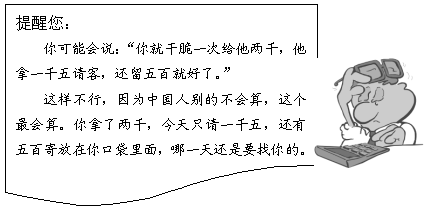 提醒您：
你可能会说：“你就干脆一次给他两千，他
拿一千五请客，还留五百就好了。”
这样不行，因为中国人别的不会算，这个
最会算。你拿了两千，今天只请一千五，还有
五百寄放在你口袋里面，哪一天还是要找你的。